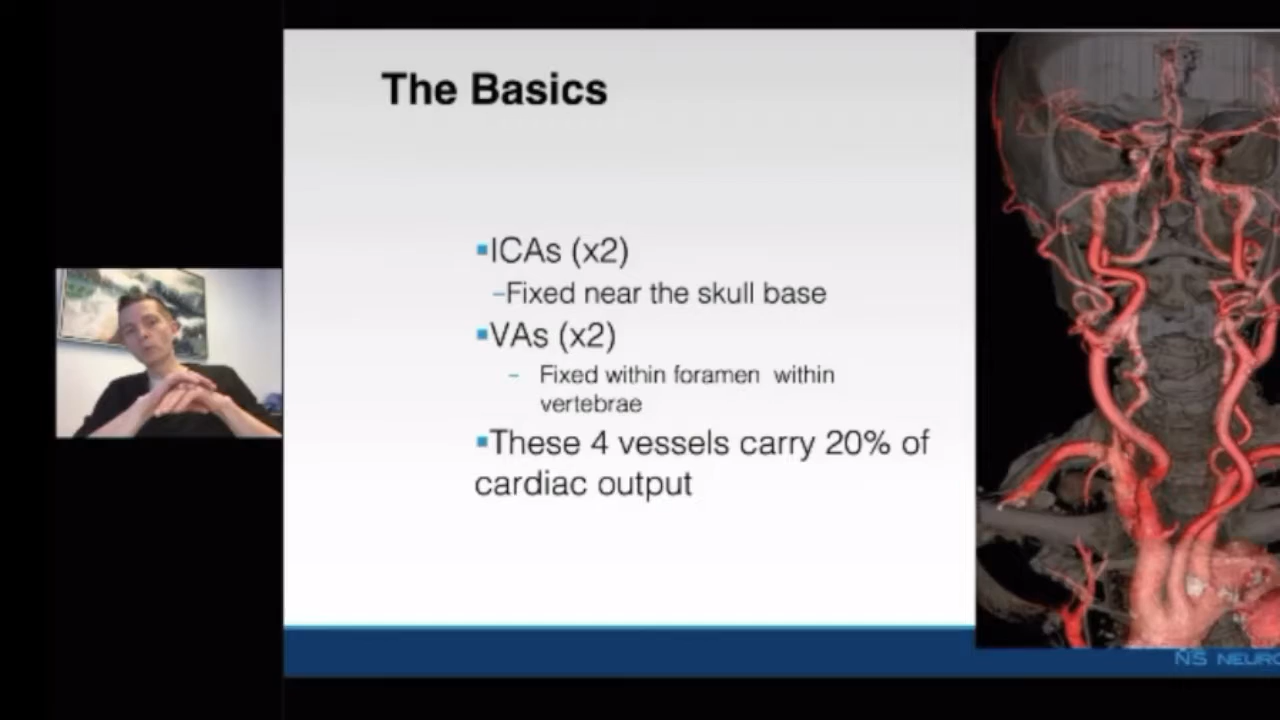 The Basics
▪ICAs (x2)
–Fixed near the skull base
▪VAs (x2)
– Fixed within foramen within
vertebrae
▪These 4 vessels carry 20% of
cardiac output
NS NEURO